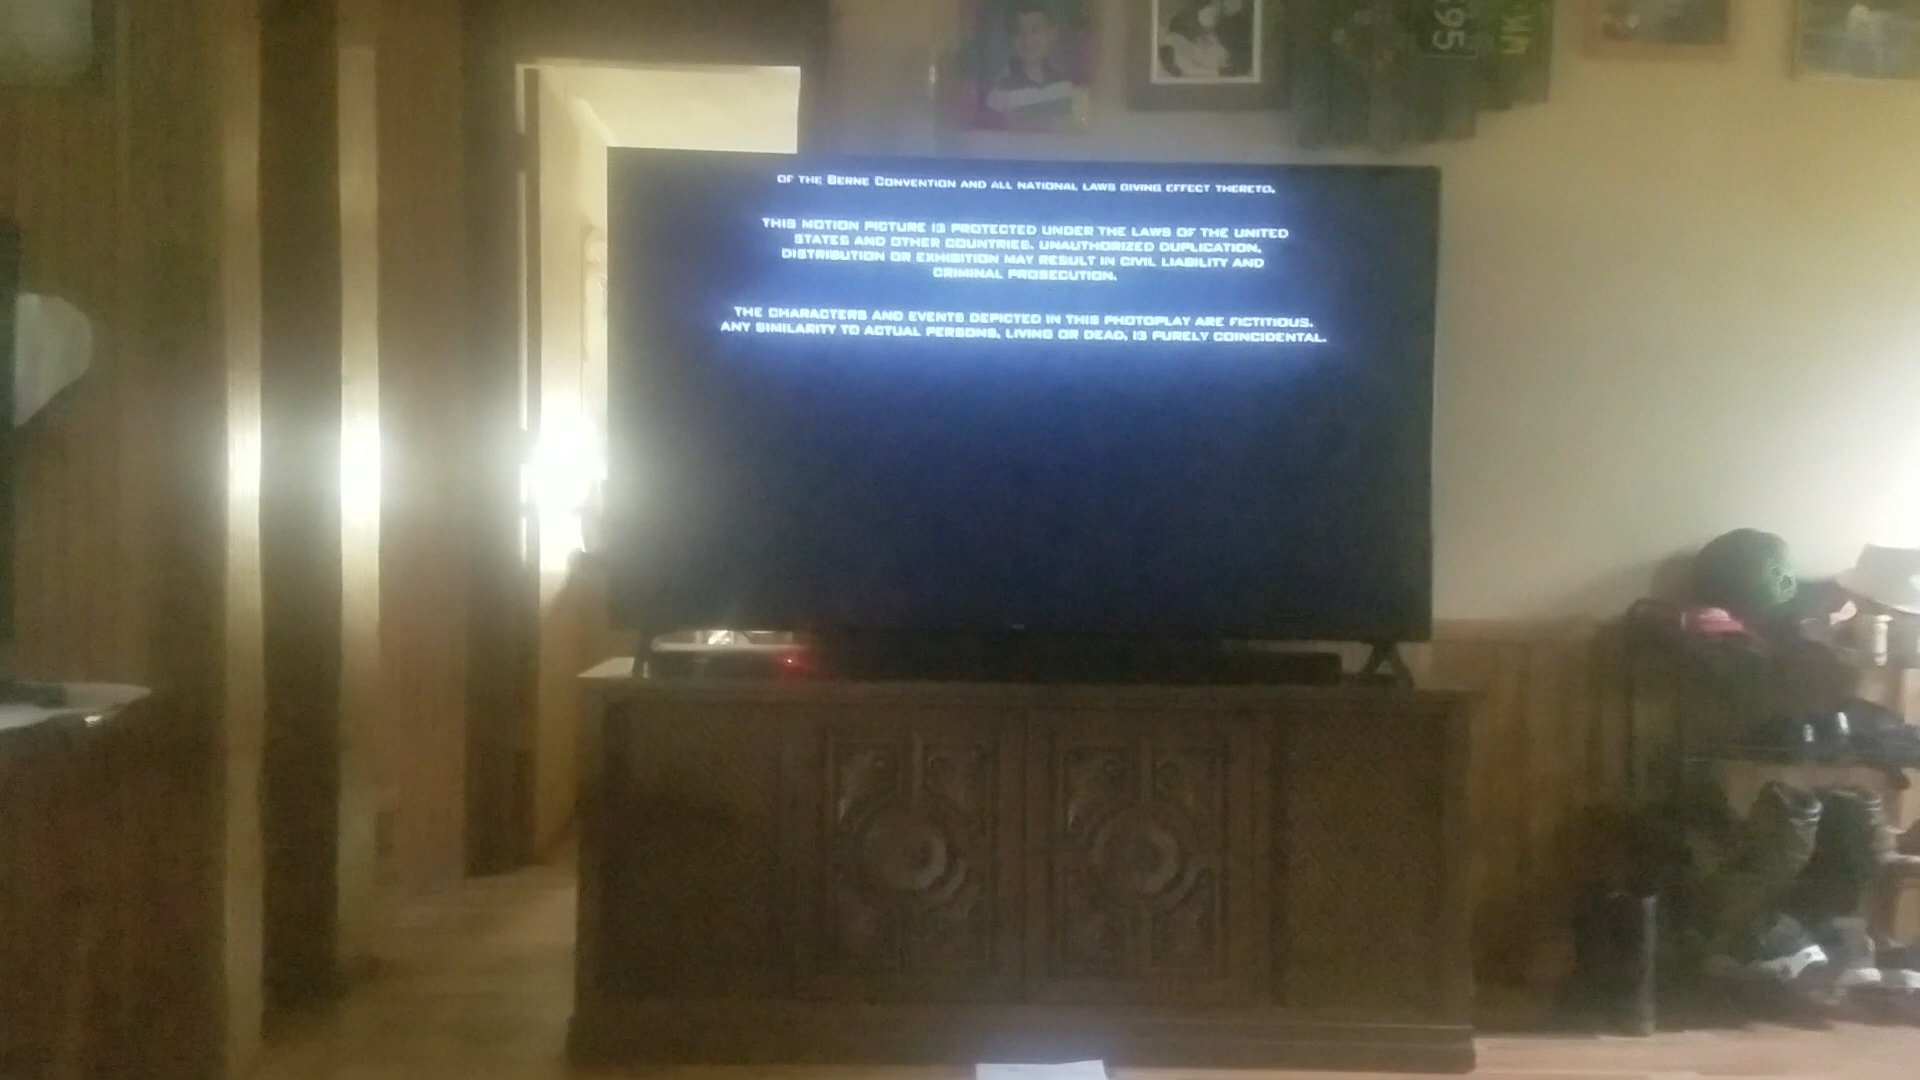 395
OF THE BERNE CONVENTION AND ALL NATIONAL LAWS GIVING EFFECT THERETO.
THIS MOTION PICTURE IS PROTECTED UNDER THE LAWS OF THE UNITED
STATES AND OTHER COUNTRIES. UNAUTHORIZED DUPLICATION,
DISTRIBUTION OR EXHIBITION MAY RESULT IN CIVIL LIABILITY AND
CRIMINAL PROSECUTION.
THE CHARACTERS AND EVENTS DEPICTED IN THIS PHOTOPLAY ARE FICTITIOUS.
ANY SIMILARITY TO ACTUAL PERSONS, LIVING OR DEAD, IS PURELY COINCIDENTAL.